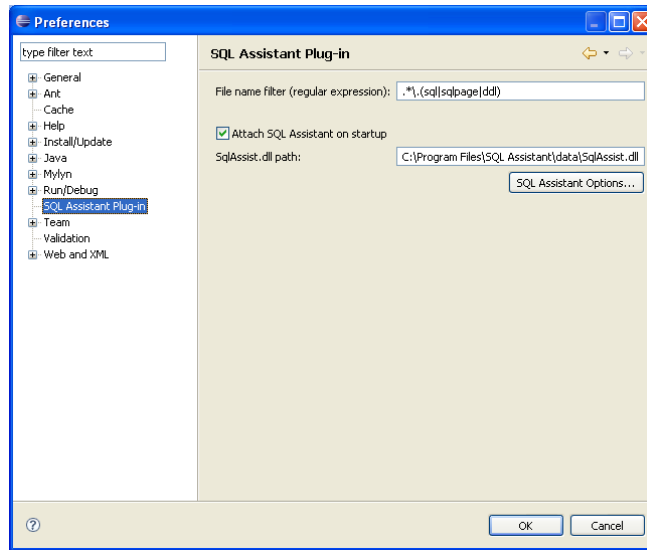 Preferences
type filter text
General
Ant
Cache
Help
Install/Update
Java
Mylyn
Run/Debug
SQL Assistant Plug-in
Team
Validation
Web and XML
SQL Assistant Plug-in
File name filter (regular expression): .*\.(sql|sqlpage|ddl)
Attach SQL Assistant on startup
SqlAssist.dll path: C:\Program Files\SQL Assistant\data\SqlAssist.dll
SQL Assistant Options...
OK Cancel